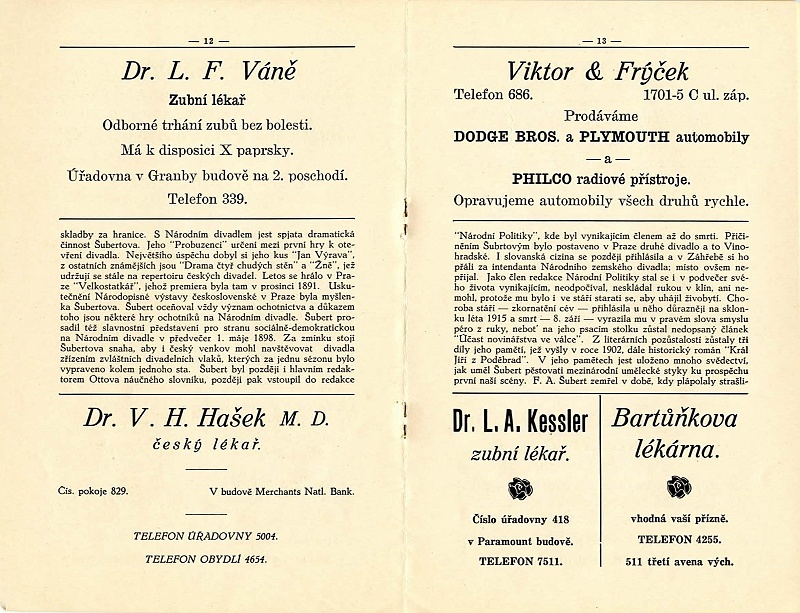 — 12 —
Dr. L. F. Váně
Zubní lékař
Odborné trhání zubů bez bolesti.
Má k disposici X paprsky.
Úřadovna v Granby budově na 2. poschodí.
Telefon 339.
skladby za hranice. S Národním divadlem jest spjata dramatická
činnost Šubertova. Jeho "Probuzenci" určeni mezi první hry k ote-
vření divadla. Největšího úspěchu dobyl si jeho kus "Jan Výrava",
z ostatních známějších jsou "Drama čtyř chudých stěn" a "Žně", jež
udržují se stále na repertoiru českých divadel. Letos se hrálo v Pra-
ze "Velkostatkář", jehož premiera byla tam v prosinci 1891. Usku-
tečnění Národopisné výstavy československé v Praze byla myšlen-
ka Šubertova. Šubert oceňoval vždy význam ochotnictva a důkazem
toho jsou některé hry ochotníků na Národním divadle. Šubert pro-
sadil též slavnostní představení pro stranu sociálně-demokratickou
na Národním divadle v předvečer 1. máje 1898. Za zmínku stojí
Šubertova snaha, aby i český venkov mohl navštěvovat divadla
zřízením zvláštních divadelních vlaků, kterých za jednu sézonu bylo
vypraveno kolem jednoho sta. Šubert byl později i hlavním redak-
torem Ottova náučného slovníku, později pak vstoupil do redakce
Dr. V. H. Hašek M. D.
český lékař.
Čís. pokoje 829. V budově Merchants Natl. Bank.
TELEFON ÚŘADOVNY 5004.
TELEFON OBYDLÍ 4654.
— 13 —
Viktor & Frýček
Telefon 686. 1701-5 C ul. záp.
Prodáváme
DODGE BROS. a PLYMOUTH automobily
— a —
PHILCO radiové přístroje.
Opravujeme automobily všech druhů rychle.
"Národní Politiky", kde byl vynikajícím členem až do smrti. Přiči-
něním Šubrtovým bylo postaveno v Praze druhé divadlo a to Vino-
hradské. I slovanská cizina se později přihlásila a v Záhřebě si ho
přáli za intendanta Národního zemského divadla; místo ovšem ne-
přijal. Jako člen redakce Národní Politiky stal se i v podvečer své-
ho života vynikajícím, neodpočíval, neskládal rukou v klín, ani ne-
mohl, protože mu bylo i ve stáří starati se, aby uhájil živobytí. Cho-
roba stáří — zkornatění cév — přihlásila u něho důrazněji na sklon-
ku léta 1915 a smrt — 8. září — vyrazila mu v pravém slova smyslu
péro z ruky, neboť na jeho psacím stolku zůstal nedopsaný článek
"Účast novinářstva ve válce". Z literárních pozůstalostí zůstaly tři
díly jeho pamětí, jež vyšly v roce 1902, dále historický román "Král
Jiří z Poděbrad". V jeho pamětech jest uloženo mnoho svědectví,
jak uměl Šubert pěstovati mezinárodní umělecké styky ku prospěchu
první naší scény. F. A. Šubert zemřel v době, kdy plápolaly strašli-
Dr. L. A. Kessler
zubní lékař.
Číslo úřadovny 418
v Paramount budově.
TELEFON 7511.
Bartůňkova
lékárna.
vhodná vaší přízně.
TELEFON 4255.
511 třetí avena vých.